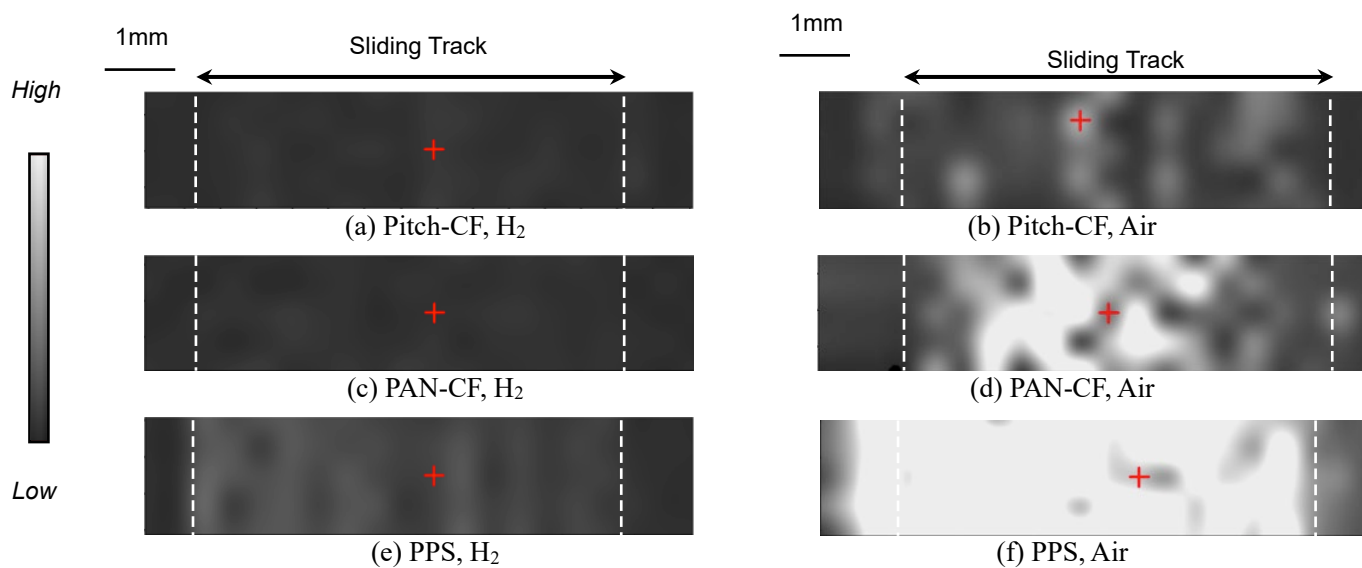 1mm
Sliding Track
1mm
Sliding Track
High
Low
(a) Pitch-CF, H₂
(b) Pitch-CF, Air
(c) PAN-CF, H₂
(d) PAN-CF, Air
(e) PPS, H₂
(f) PPS, Air